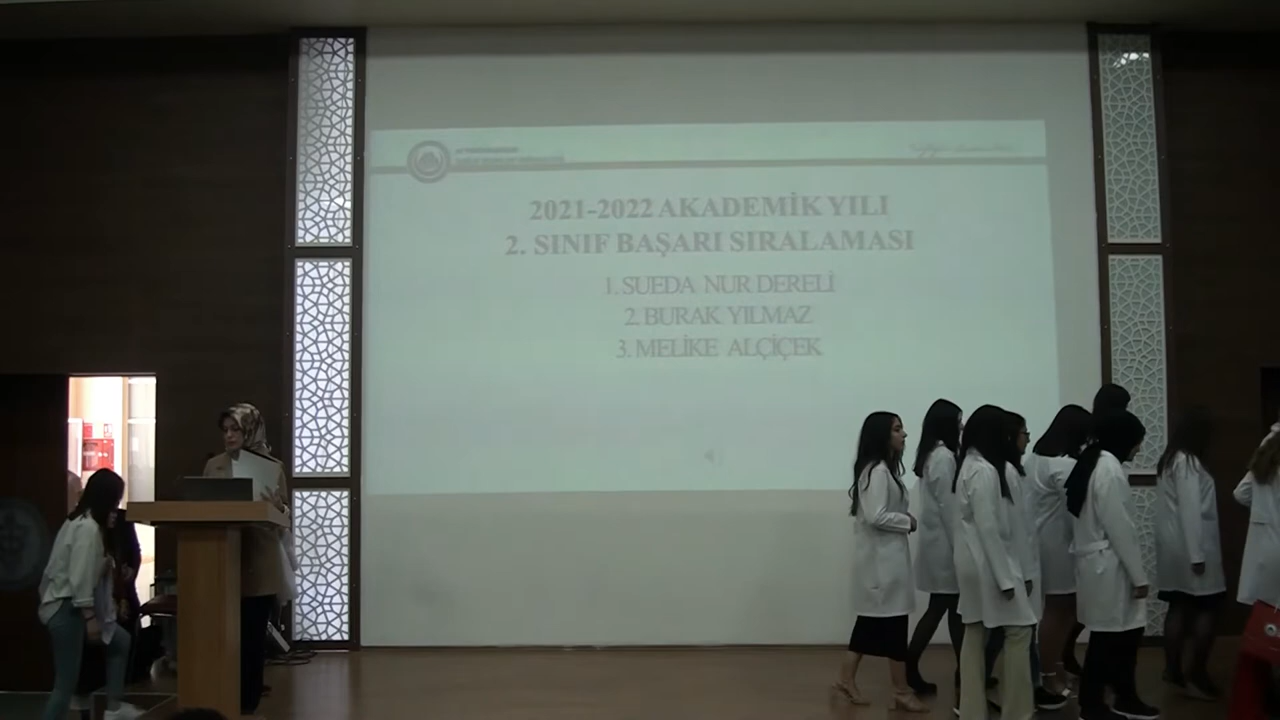 2021-2022 AKADEMİK YILI
2. SINIF BAŞARI SIRALAMASI
1. SUEDA NUR DERELİ
2. BURAK YILMAZ
3. MELİKE ALÇİÇEK